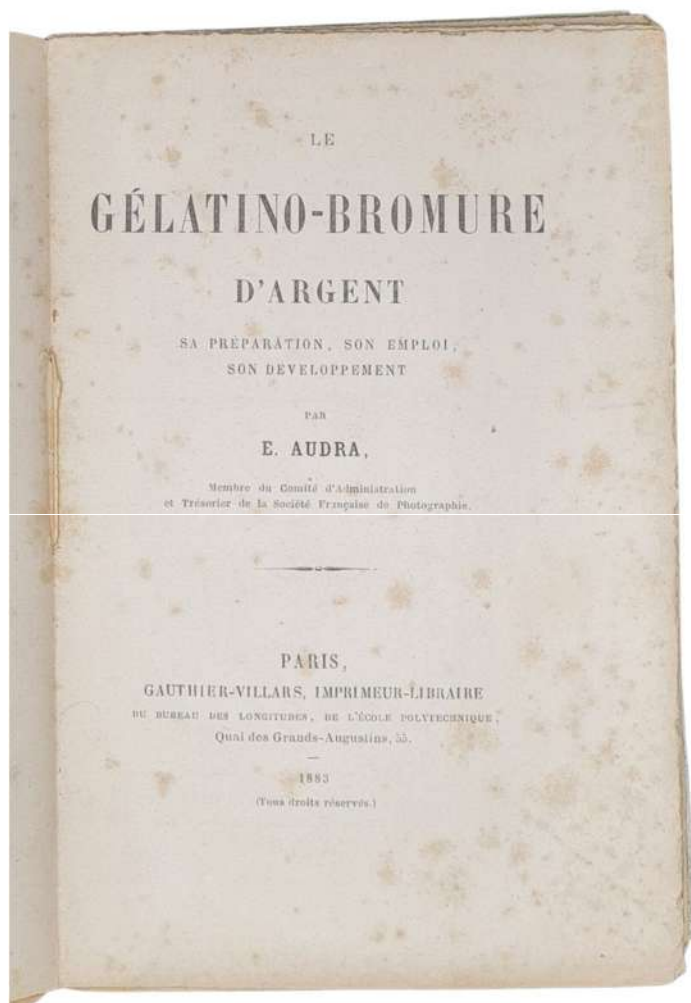 LE
GÉLATINO-BROMURE
D'ARGENT
SA PRÉPARATION, SON EMPLOI,
SON DEVELOPPEMENT
PAR
E. AUDRA,
Membre du Comité d'Administration
et Trésorier de la Société Française de Photographie.
PARIS,
GAUTHIER-VILLARS, IMPRIMEUR-LIBRAIRE
DU BUREAU DES LONGITUDES, DE L'ÉCOLE POLYTECHNIQUE,
Quai des Grands-Augustins, 55.
1883
(Tous droits réservés.)